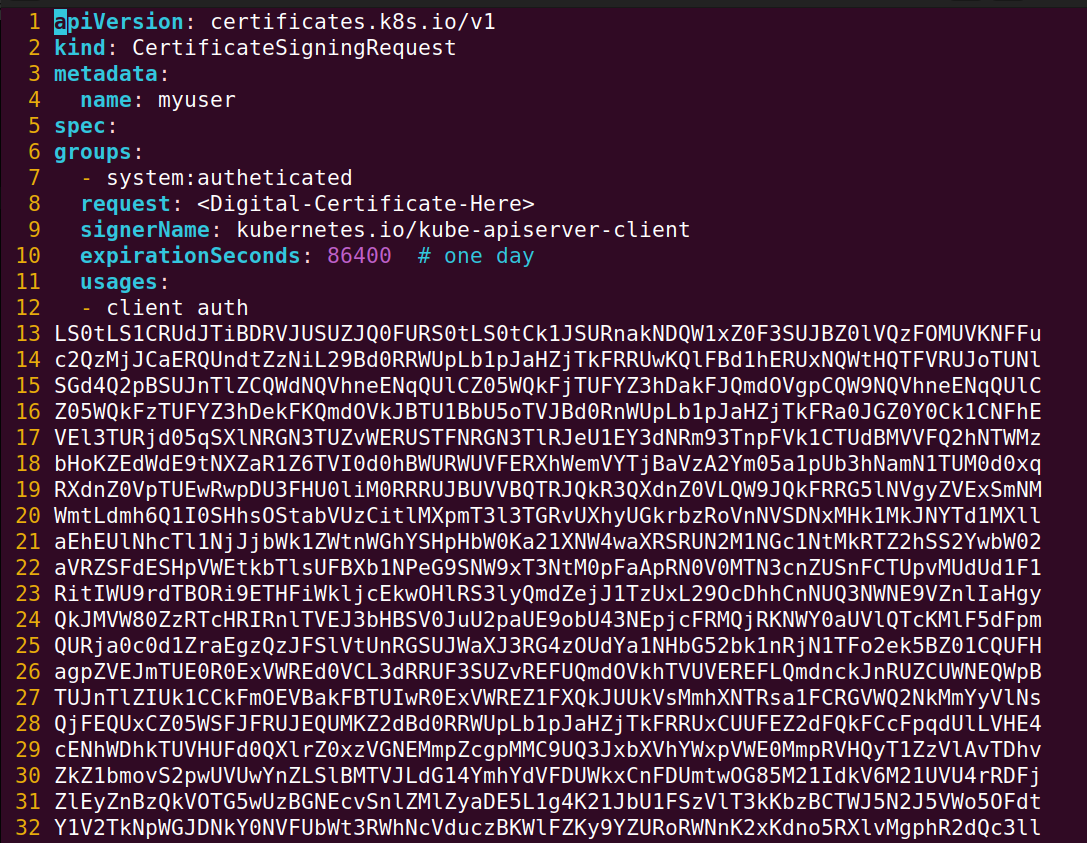 1 apiVersion: certificates.k8s.io/v1
2 kind: CertificateSigningRequest
3 metadata:
4   name: myuser
5 spec:
6 groups:
7   - system:autheticated
8   request: <Digital-Certificate-Here>
9   signerName: kubernetes.io/kube-apiserver-client
10   expirationSeconds: 86400  # one day
11   usages:
12   - client auth
13 LS0tLS1CRUdJTiBDRVJUSUZJQ0FURS0tLS0tCk1JSURnakNDQW1xZ0F3SUJBZ0lVQzFOMUVKNFFu
14 c2QzMjJCaERQUndtZzNiL29Bd0RRWUpLb1pJaHZjTkFRRUwKQlFBd1hERUxNQWtHQTFVRUJoTUNl
15 SGd4Q2pBSUJnTlZCQWdNQVhneENqQUlCZ05WQkFjTUFYZ3hDakFJQmdOVgpCQW9NQVhneENqQUlC
16 Z05WQkFzTUFYZ3hDekFKQmdOVkJBTU1BbU5oTVJBd0RnWUpLb1pJaHZjTkFRa0JGZ0Y0Ck1CNFhE
17 VEl3TURjd05qSXlNRGN3TUZvWERUSTFNRGN3TlRJeU1EY3dNRm93TnpFVk1CTUdBMVVFQ2hNTWMz
18 bHoKZEdWdE9tNXZaR1Z6TVI0d0hBWURWUVFERXhWemVYTjBaVzA2Ym05a1pUb3hNamN1TUM0d0xq
19 RXdnZ0VpTUEwRwpDU3FHU0liM0RRRUJBUVVBQTRJQkR3QXdnZ0VLQW9JQkFRRG5lNVgyZVExSmNM
20 WmtLdmh6Q1I0SHhsOStabVUzCitlMXpmT3l3TGRvUXhyUGkrbzRoVnNVSDNxMHk1MkJNYTd1MXll
21 aEhEUlNhcTl1NjJjbWk1ZWtnWGhYSHpHbW0Ka21XNW4waXRSRUN2M1NGc1NtMkRTZ2hSS2YwbW02
22 aVRZSFdESHpVWEtkbTlsUFBXb1NPeG9SNW9xT3NtM0pFaApRN0V0MTN3cnZUSnFCTUpvMUdUd1F1
23 RitIWU9rdTBORi9ETHFiWkljcEkwOHlRS3lyQmdZejJ1TzUxL29OcDhhCnNUQ3NWNE9VZnlIaHgy
24 QkJMVW80ZzRTcHRIRnlTVEJ3bHBSV0JuU2paUE9obU43NEpjcFRMQjRKNWY0aUVlQTcKMlF5dFpm
25 QURja0c0d1ZraEgzQzJFSlVtUnRGSUJWaXJ3RG4zOUdYa1NHbG52bk1nRjN1TFo2ek5BZ01CQUFH
26 agpZVEJmTUE0R0ExVWREd0VCL3dRRUF3SUZvREFUQmdOVkhTVUVEREFLQmdnckJnRUZCUWNEQWpB
27 TUJnTlZIUk1CCkFmOEVBakFBTUIwR0ExVWREZ1FXQkJUUkVsMmhXNTRsa1FCRGVWQ2NkMmYyVlNs
28 QjFEQUxCZ05WSFJFRUJEQUMKZ2dBd0RRWUpLb1pJaHZjTkFRRUxCUUFEZ2dFQkFCcFpqdUlLVHE4
29 cENhWDhkTUVHUFd0QXlrZ0xzVGNEMmpZcgpMMC9UQ3JxbXVhYWxpVWE0MmpRVHQyT1ZzVlAvTDhv
30 ZkZ1bmovS2pwUVUwYnZLSlBMTVJLdG14YmhYdVFDUWkxCnFDUmtwOG85M21IdkV6M21UVU4rRDFj
31 ZlEyZnBzQkVOTG5wUzBGNEcvSnlZMlZyaDE5L1g4K21JbU1FSzVlT3kKbzBCTWJ5N2J5VWo5OFdt
32 Y1V2TkNpWGJDNkY0NVFUbWt3RWhNcVduczBKWlFZKy9YZURoRWNnK2xKdno5RXlvMgphR2dQc3ll